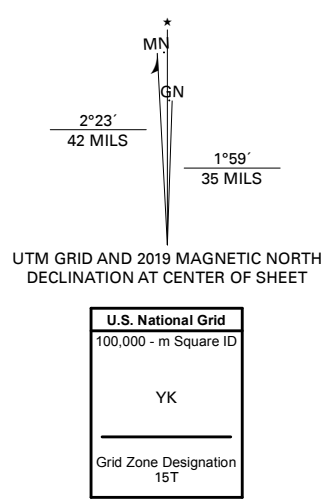 ★
MN
GN
2°23´
42 MILS
1°59´
35 MILS
UTM GRID AND 2019 MAGNETIC NORTH
DECLINATION AT CENTER OF SHEET
U.S. National Grid
100,000 - m Square ID
YK
Grid Zone Designation
15T